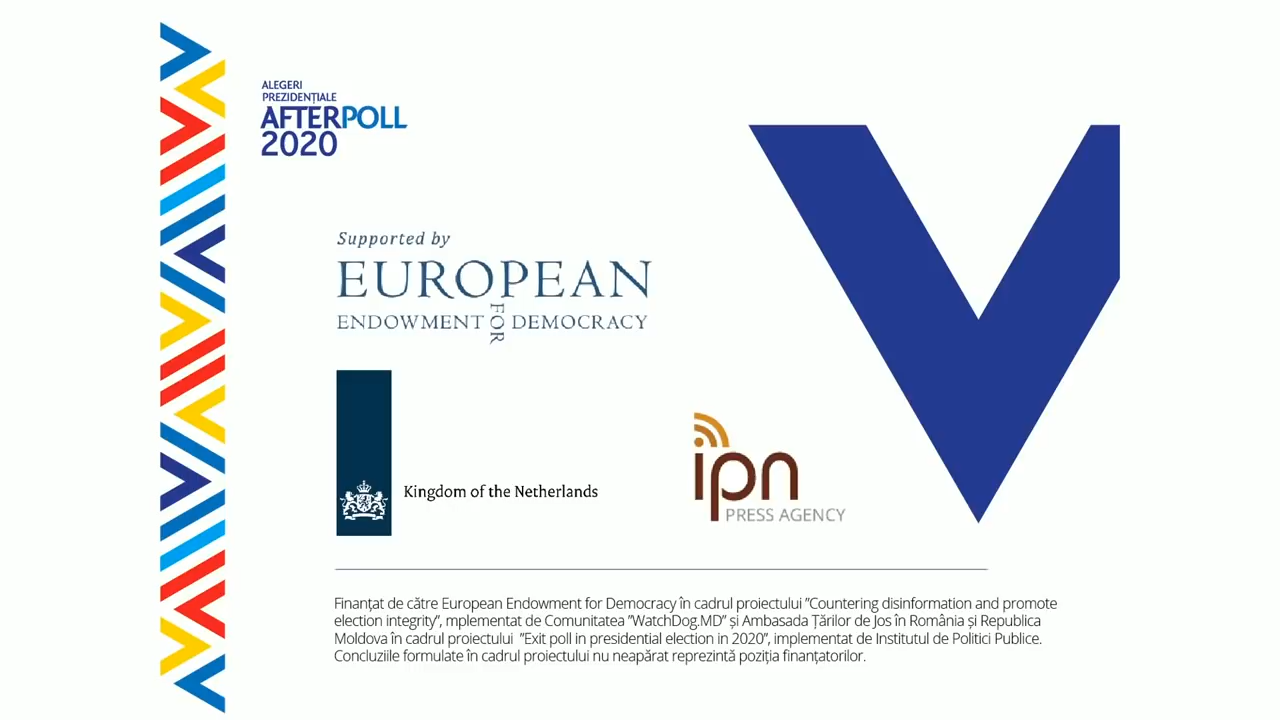 ALEGERI
PREZIDENȚIALE
AFTERPOLL
2020
Supported by
EUROPEAN
ENDOWMENT FOR DEMOCRACY
Kingdom of the Netherlands
ipn
PRESS AGENCY
Finanțat de către European Endowment for Democracy în cadrul proiectului ”Countering disinformation and promote
election integrity”, mplementat de Comunitatea ”WatchDog.MD” și Ambasada Țărilor de Jos în România și Republica
Moldova în cadrul proiectului ”Exit poll in presidential election in 2020”, implementat de Institutul de Politici Publice.
Concluziile formulate în cadrul proiectului nu neapărat reprezintă poziția finanțatorilor.